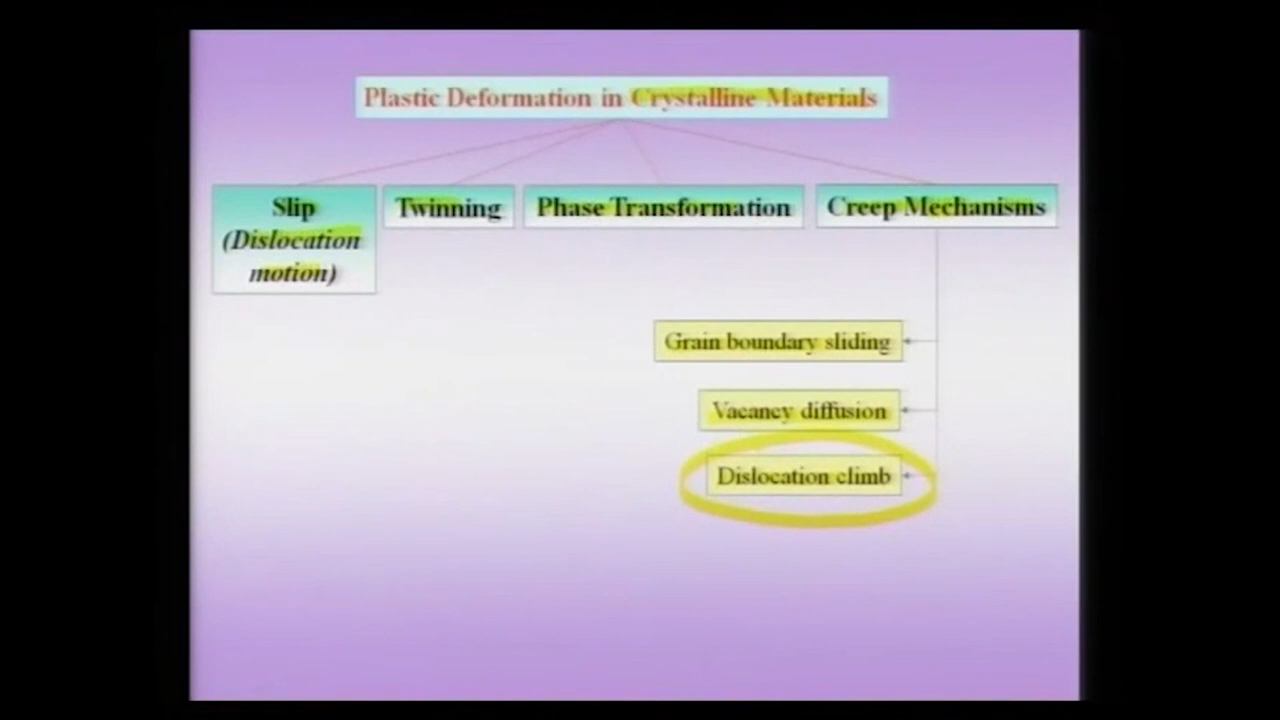 Plastic Deformation in Crystalline Materials
Slip
(Dislocation
motion)
Twinning
Phase Transformation
Creep Mechanisms
Grain boundary sliding
Vacancy diffusion
Dislocation climb